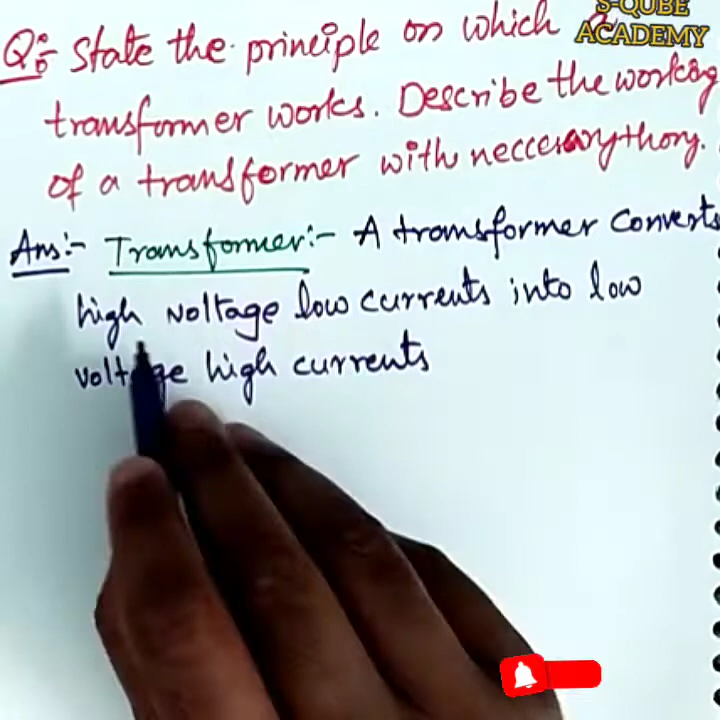 Q:- State the principle on which a
transformer works. Describe the working
of a transformer with neccessary thory.
Ans:- Transformer:- A transformer converts
high voltage low currents into low
voltage high currents
S-QUBE
ACADEMY